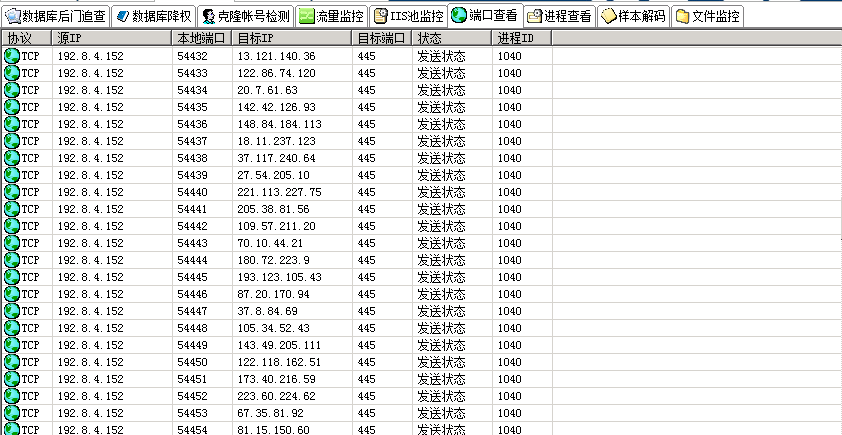 数据库后门追查 数据库降权 克隆帐号检测 流量监控 IIS池监控 端口查看 进程查看 样本解码 文件监控
协议 源IP 本地端口 目标IP 目标端口 状态 进程ID
TCP 192.8.4.152 54432 13.121.140.36 445 发送状态 1040
TCP 192.8.4.152 54433 122.86.74.120 445 发送状态 1040
TCP 192.8.4.152 54434 20.7.61.63 445 发送状态 1040
TCP 192.8.4.152 54435 142.42.126.93 445 发送状态 1040
TCP 192.8.4.152 54436 148.84.184.113 445 发送状态 1040
TCP 192.8.4.152 54437 18.11.237.123 445 发送状态 1040
TCP 192.8.4.152 54438 37.117.240.64 445 发送状态 1040
TCP 192.8.4.152 54439 27.54.205.10 445 发送状态 1040
TCP 192.8.4.152 54440 221.113.227.75 445 发送状态 1040
TCP 192.8.4.152 54441 205.38.81.56 445 发送状态 1040
TCP 192.8.4.152 54442 109.57.211.20 445 发送状态 1040
TCP 192.8.4.152 54443 70.10.44.21 445 发送状态 1040
TCP 192.8.4.152 54444 180.72.223.9 445 发送状态 1040
TCP 192.8.4.152 54445 193.123.105.43 445 发送状态 1040
TCP 192.8.4.152 54446 87.20.170.94 445 发送状态 1040
TCP 192.8.4.152 54447 37.8.84.69 445 发送状态 1040
TCP 192.8.4.152 54448 105.34.52.43 445 发送状态 1040
TCP 192.8.4.152 54449 143.49.205.111 445 发送状态 1040
TCP 192.8.4.152 54450 122.118.162.51 445 发送状态 1040
TCP 192.8.4.152 54451 173.40.216.59 445 发送状态 1040
TCP 192.8.4.152 54452 223.60.224.62 445 发送状态 1040
TCP 192.8.4.152 54453 67.35.81.92 445 发送状态 1040
TCP 192.8.4.152 54454 81.15.150.60 445 发送状态 1040